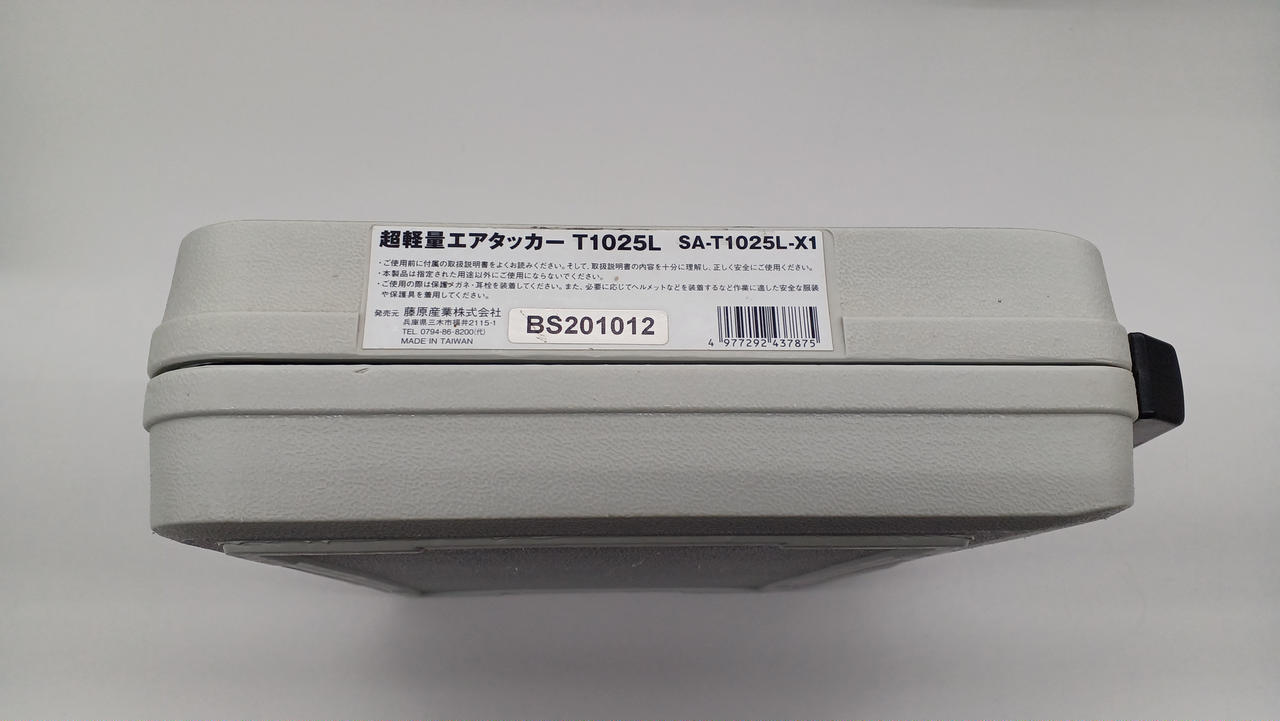 超軽量エアタッカー T1025L SA-T1025L-X1
・ご使用前に付属の取扱説明書をよくお読みください。そして、取扱説明書の内容を十分に理解し、正しく安全にご使用ください。
・本製品は指定された用途以外にご使用にならないでください。
・ご使用の際は保護メガネ・耳栓を装着してください。また、必要に応じてヘルメットなどを装着するなど作業に適した安全な服装
や保護具を着用してください。
発売元 藤原産業株式会社
兵庫県三木市福井2115-1
TEL. 0794-86-8200(代)
MADE IN TAIWAN
BS201012
4 977292 437875